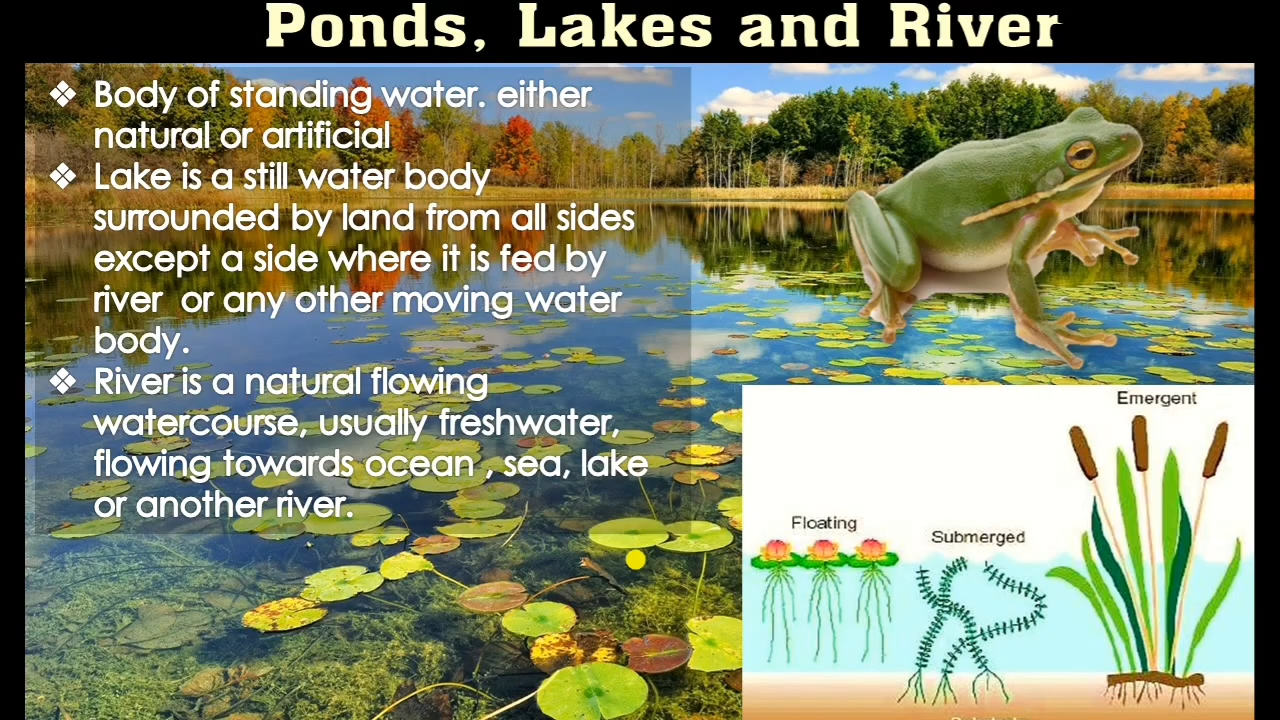 Ponds, Lakes and River
❖ Body of standing water. either
natural or artificial
❖ Lake is a still water body
surrounded by land from all sides
except a side where it is fed by
river or any other moving water
body.
❖ River is a natural flowing
watercourse, usually freshwater,
flowing towards ocean , sea, lake
or another river.
Emergent
Floating
Submerged